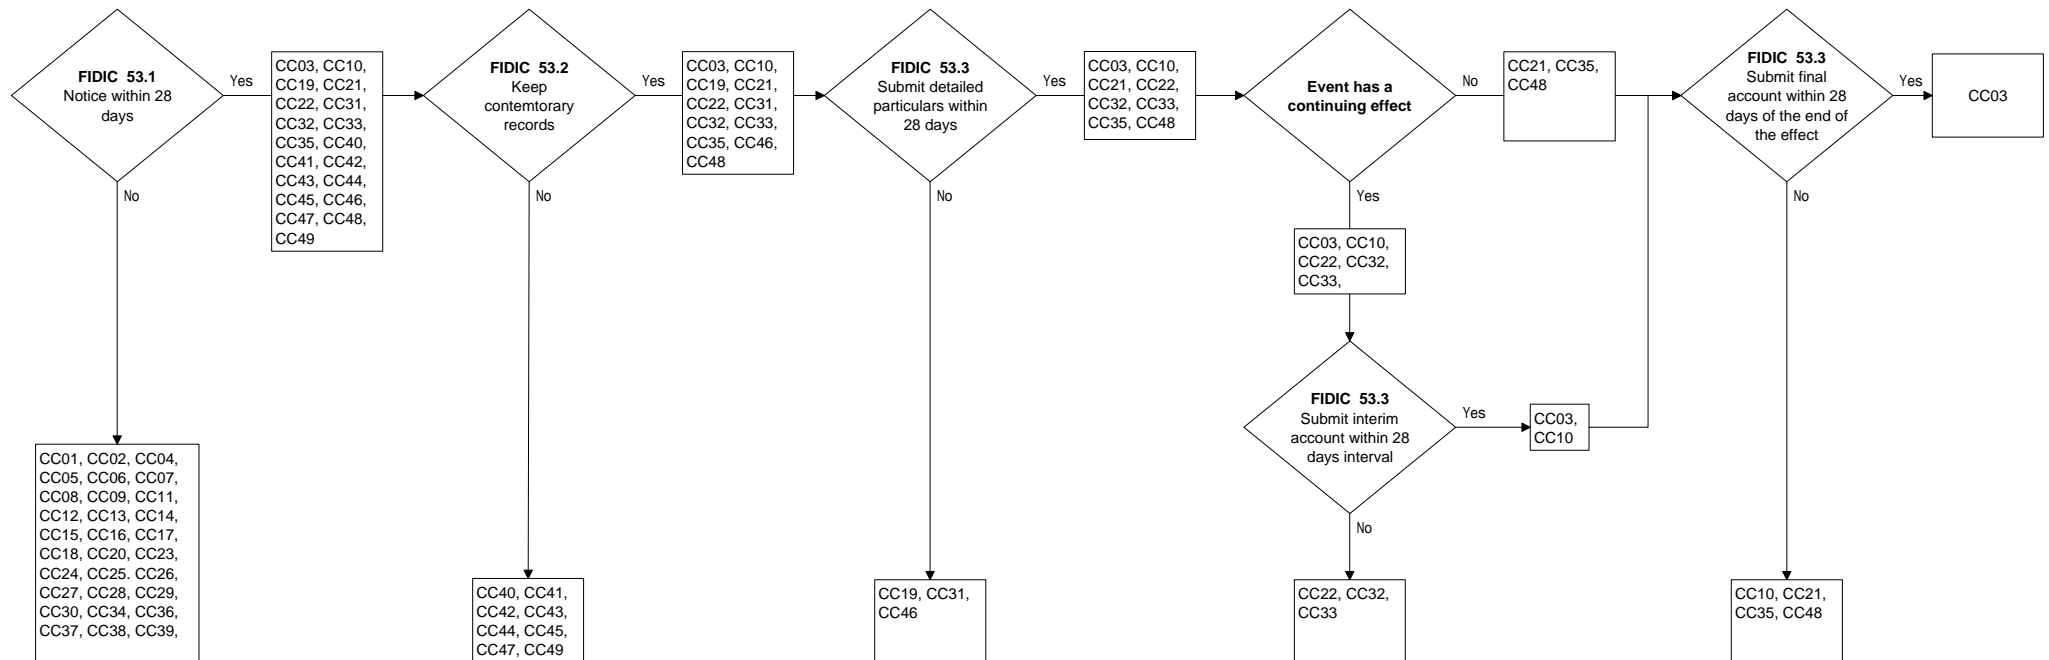 FIDIC 53.1
Notice within 28
days
Yes
No
CC03, CC10,
CC19, CC21,
CC22, CC31,
CC32, CC33,
CC35, CC40,
CC41, CC42,
CC43, CC44,
CC45, CC46,
CC47, CC48,
CC49
CC01, CC02, CC04,
CC05, CC06, CC07,
CC08, CC09, CC11,
CC12, CC13, CC14,
CC15, CC16, CC17,
CC18, CC20, CC23,
CC24, CC25. CC26,
CC27, CC28, CC29,
CC30, CC34, CC36,
CC37, CC38, CC39,
FIDIC 53.2
Keep
contemtorary
records
Yes
No
CC03, CC10,
CC19, CC21,
CC22, CC31,
CC32, CC33,
CC35, CC46,
CC48
CC40, CC41,
CC42, CC43,
CC44, CC45,
CC47, CC49
FIDIC 53.3
Submit detailed
particulars within
28 days
Yes
No
CC03, CC10,
CC21, CC22,
CC32, CC33,
CC35, CC48
CC19, CC31,
CC46
Event has a
continuing effect
No
Yes
CC21, CC35,
CC48
CC03, CC10,
CC22, CC32,
CC33,
FIDIC 53.3
Submit interim
account within 28
days interval
Yes
No
CC03,
CC10
CC22, CC32,
CC33
FIDIC 53.3
Submit final
account within 28
days of the end of
the effect
Yes
No
CC03
CC10, CC21,
CC35, CC48